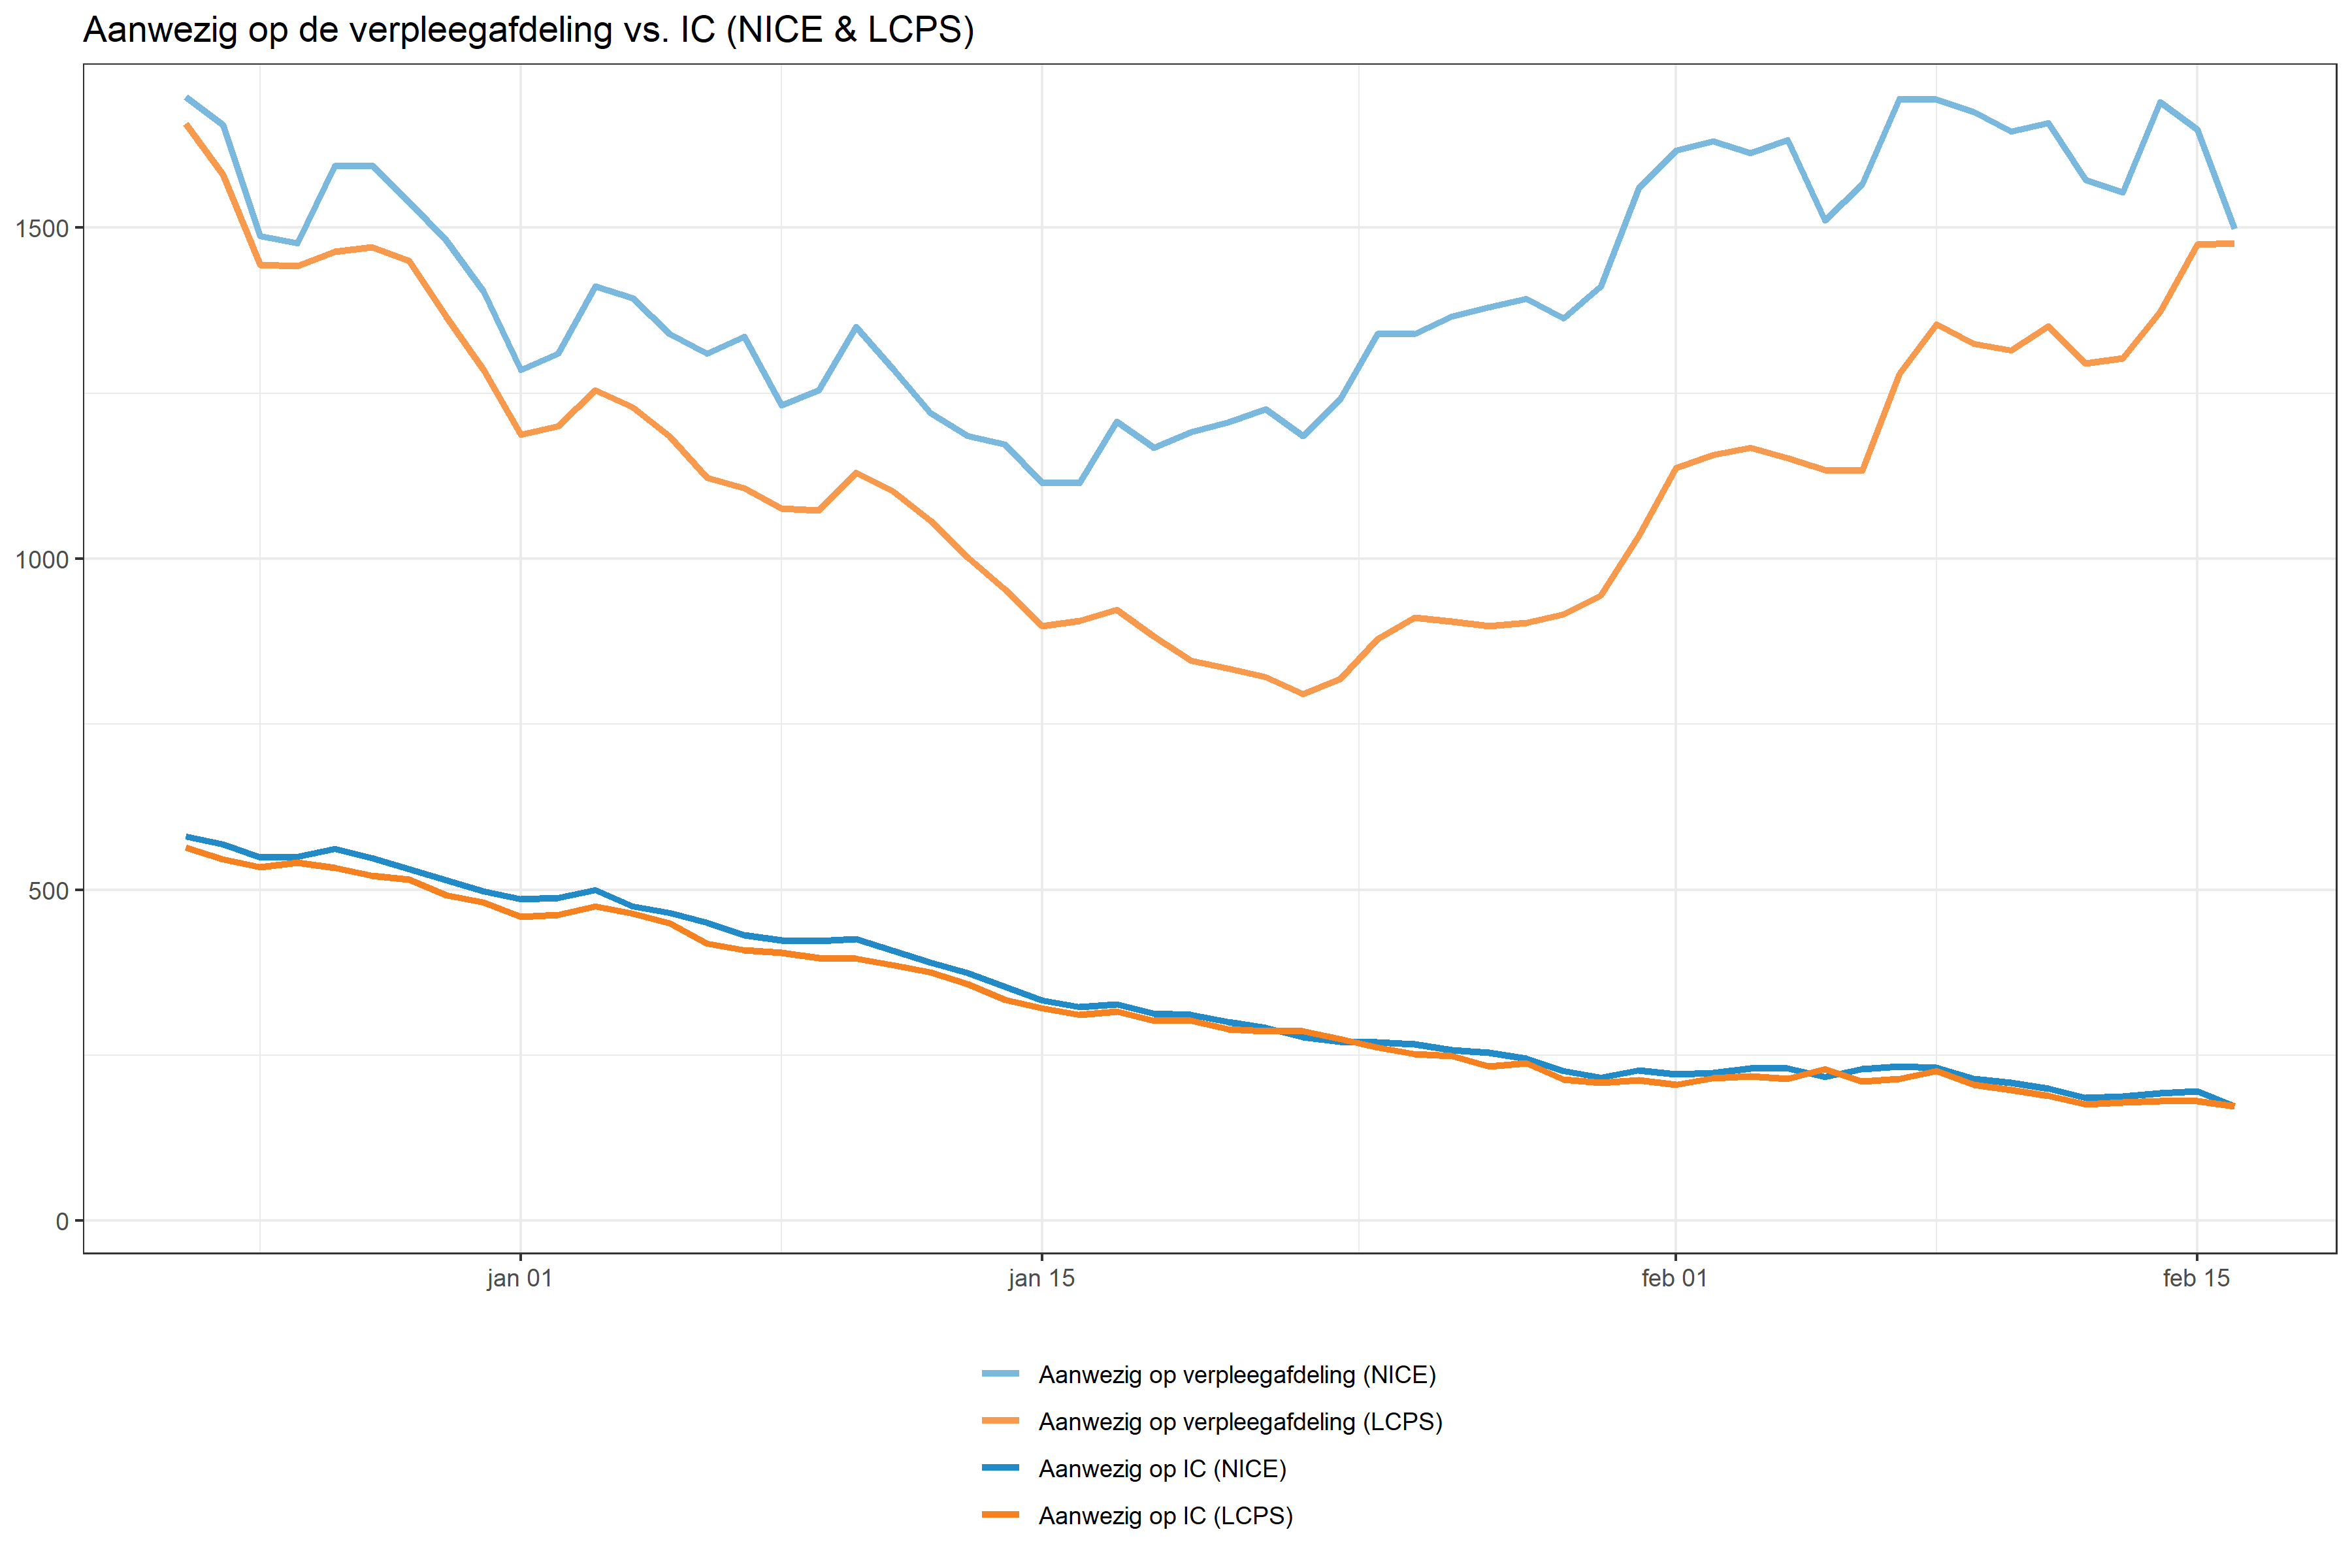 Aanwezig op de verpleegafdeling vs. IC (NICE & LCPS)
1500
1000
500
0
jan 01
jan 15
feb 01
feb 15
Aanwezig op verpleegafdeling (NICE)
Aanwezig op verpleegafdeling (LCPS)
Aanwezig op IC (NICE)
Aanwezig op IC (LCPS)